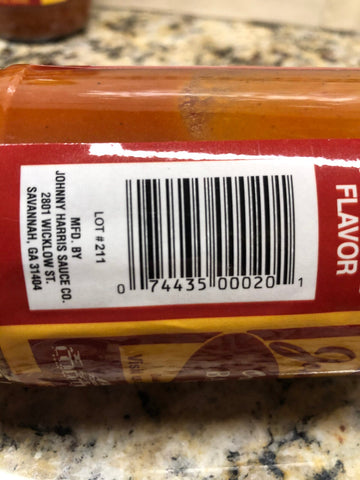 LOT #211
MFD. BY
JOHNNY HARRIS SAUCE CO.
2801 WICKLOW ST.
SAVANNAH, GA 31404
0 74435 00020 1
FLAVOR
Visit